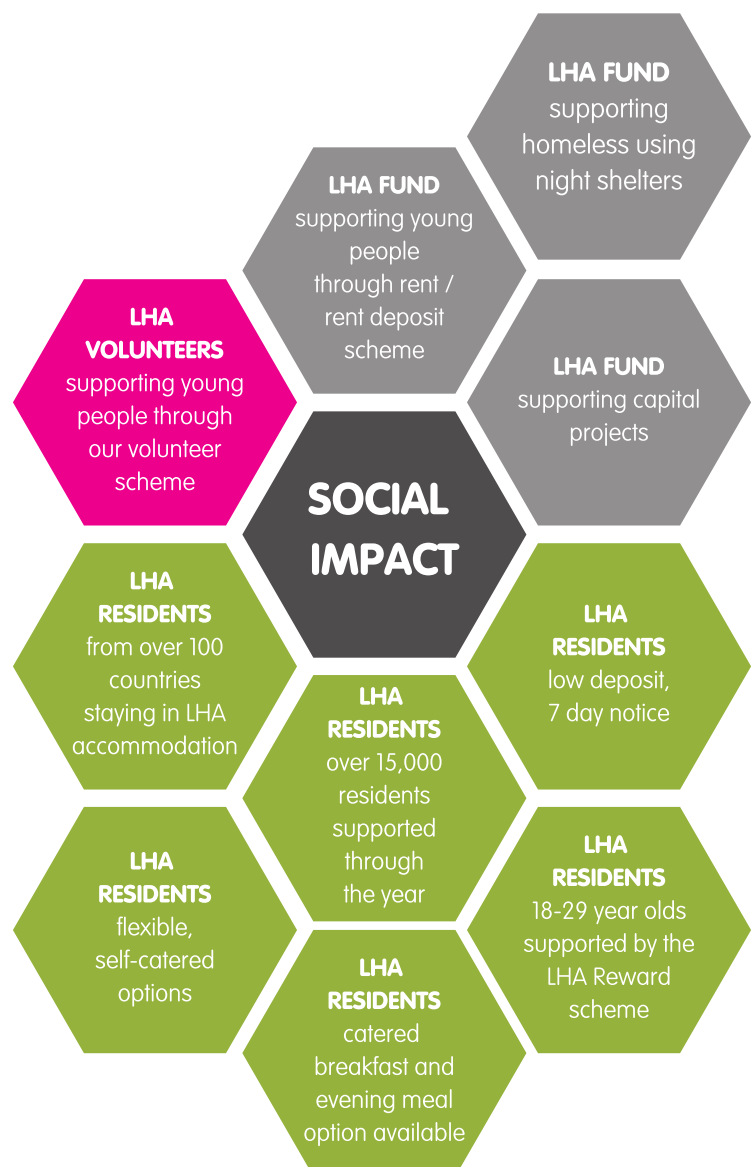 LHA FUND
supporting
homeless using
night shelters
LHA FUND
supporting young
people
through rent /
rent deposit
scheme
LHA
VOLUNTEERS
supporting young
people through
our volunteer
scheme
LHA FUND
supporting capital
projects
SOCIAL
IMPACT
LHA
RESIDENTS
from over 100
countries
staying in LHA
accommodation
LHA
RESIDENTS
low deposit,
7 day notice
LHA
RESIDENTS
over 15,000
residents
supported
through
the year
LHA
RESIDENTS
flexible,
self-catered
options
LHA
RESIDENTS
18-29 year olds
supported by the
LHA Reward
scheme
LHA
RESIDENTS
catered
breakfast and
evening meal
option available